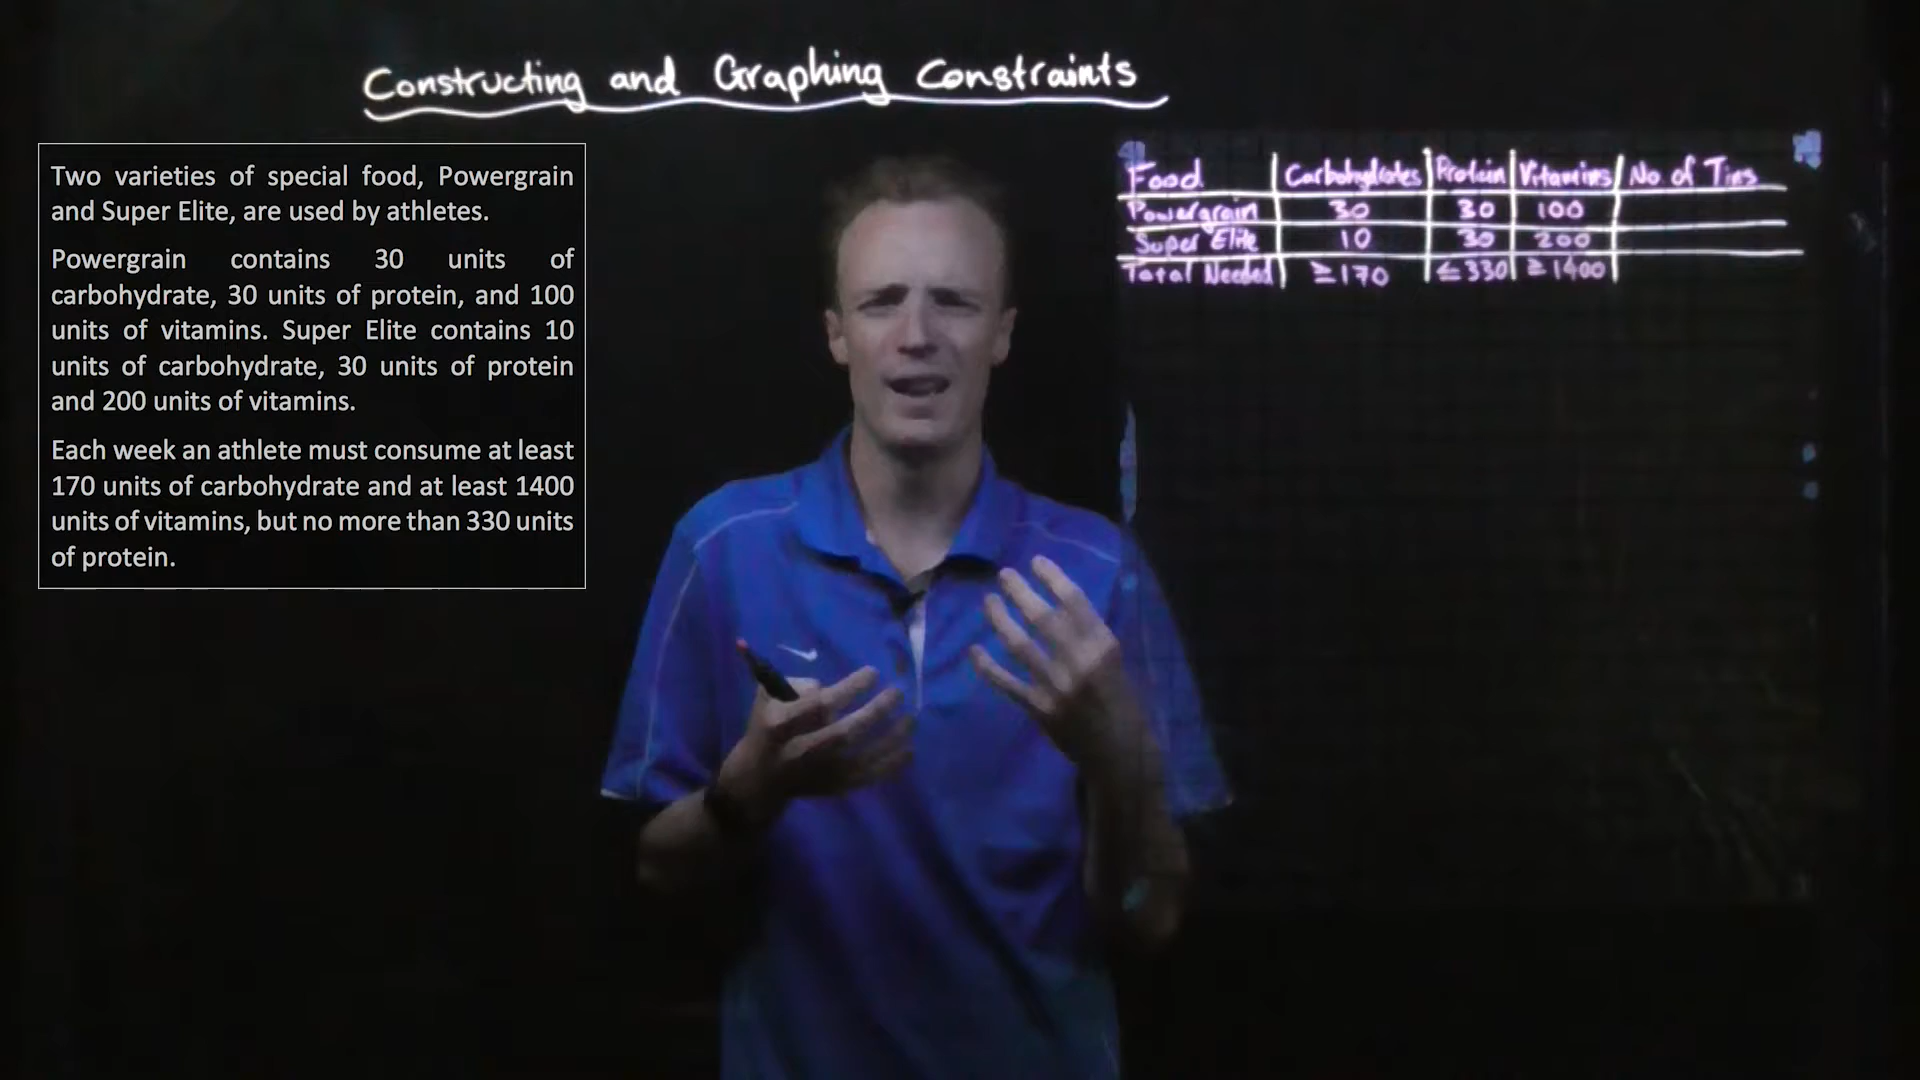 Constructing and Graphing Constraints
Two varieties of special food, Powergrain
and Super Elite, are used by athletes.
Powergrain contains 30 units of
carbohydrate, 30 units of protein, and 100
units of vitamins. Super Elite contains 10
units of carbohydrate, 30 units of protein
and 200 units of vitamins.
Each week an athlete must consume at least
170 units of carbohydrate and at least 1400
units of vitamins, but no more than 330 units
of protein.
Food Carbohydrates Protein Vitamins No. of Tins
Powergrain 30 30 100
Super Elite 10 30 200
Total Needed ≥170 ≤330 ≥1400